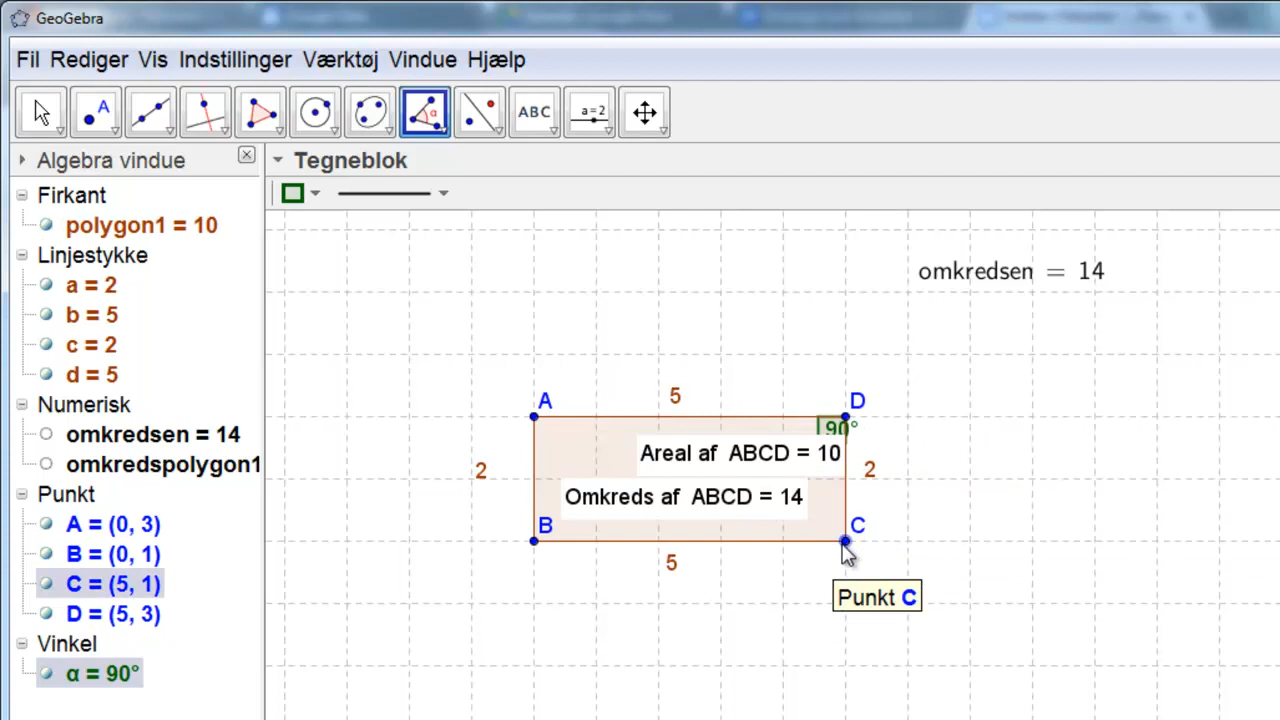 GeoGebra
Fil Rediger Vis Indstillinger Værktøj Vindue Hjælp
A α ABC a=2
Algebra vindue
Tegneblok
Firkant
polygon1 = 10
Linjestykke
a = 2
b = 5
c = 2
d = 5
Numerisk
omkredsen = 14
omkredspolygon1
Punkt
A = (0, 3)
B = (0, 1)
C = (5, 1)
D = (5, 3)
Vinkel
α = 90°
omkredsen = 14
A 5 D
90°
Areal af ABCD = 10
2 2
Omkreds af ABCD = 14
B C
5
Punkt C